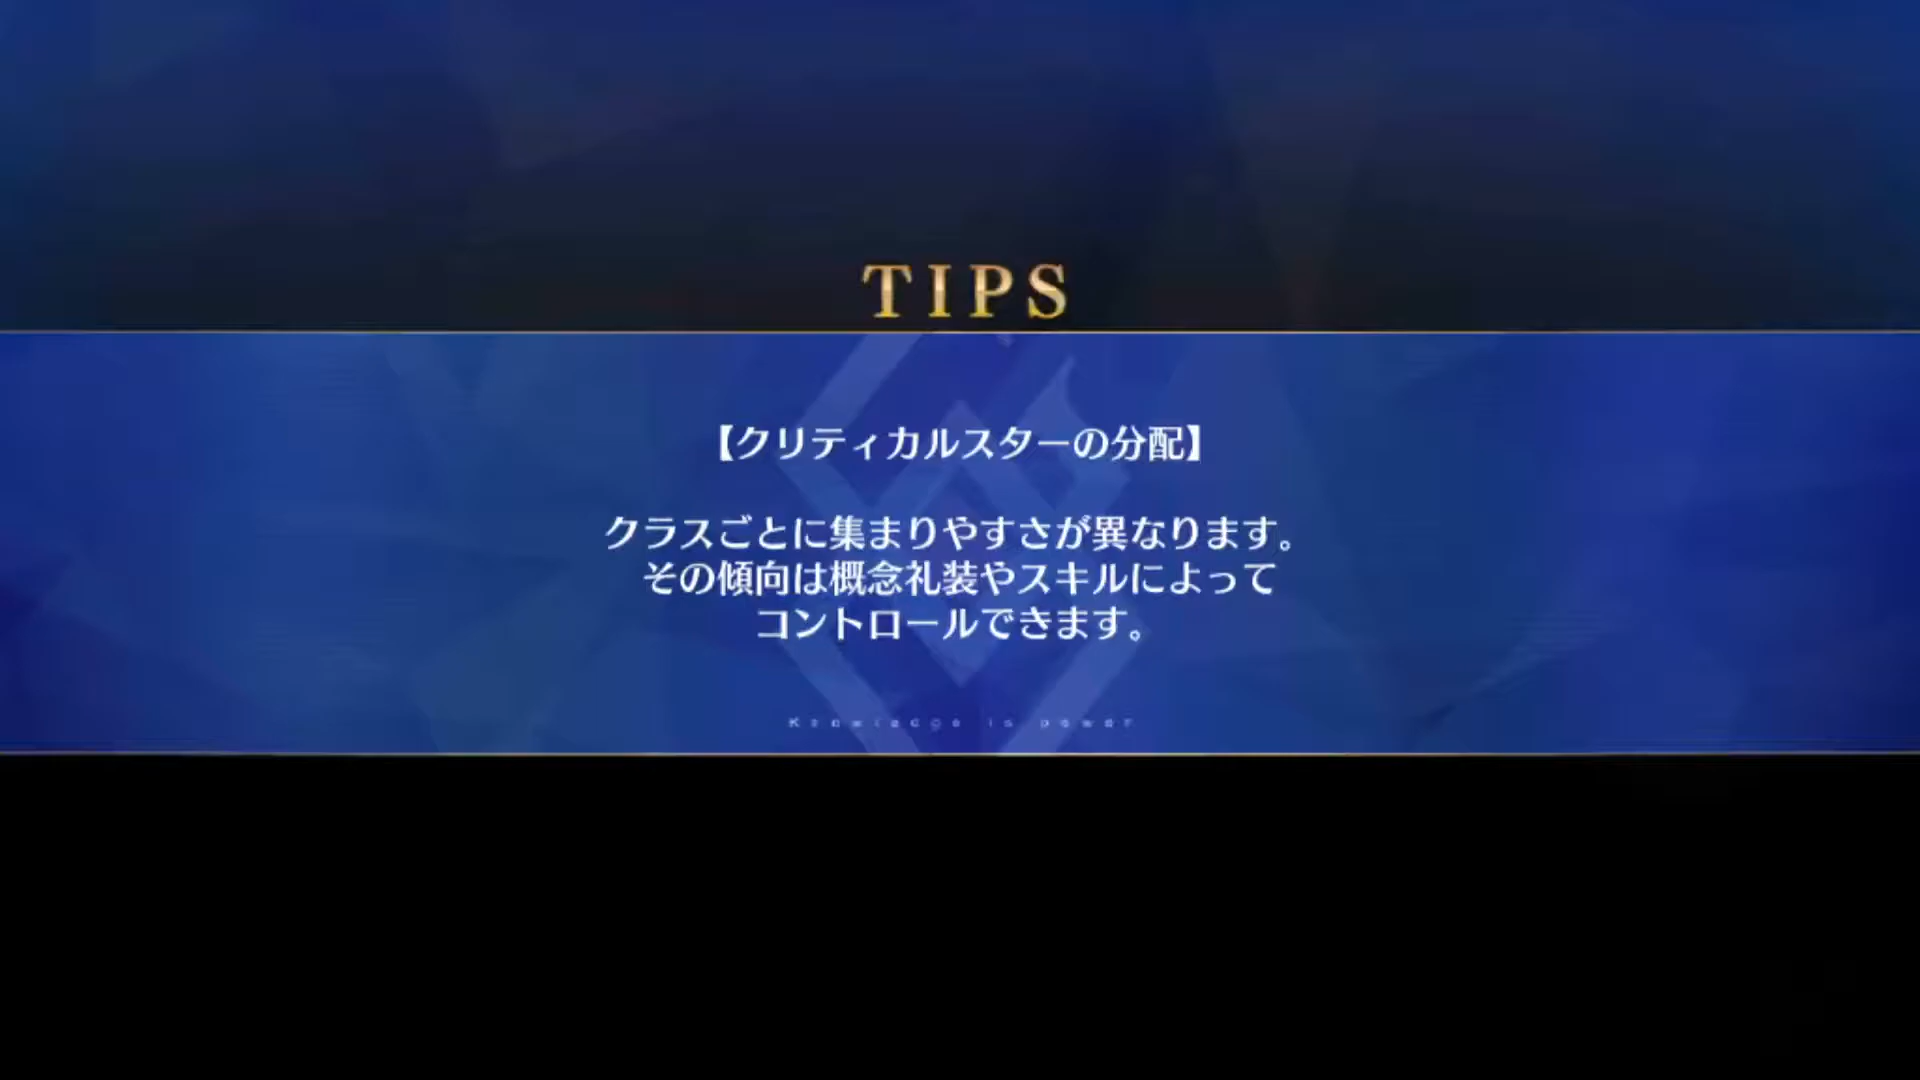 TIPS
【クリティカルスターの分配】
クラスごとに集まりやすさが異なります。
その傾向は概念礼装やスキルによって
コントロールできます。
Knowledge is power